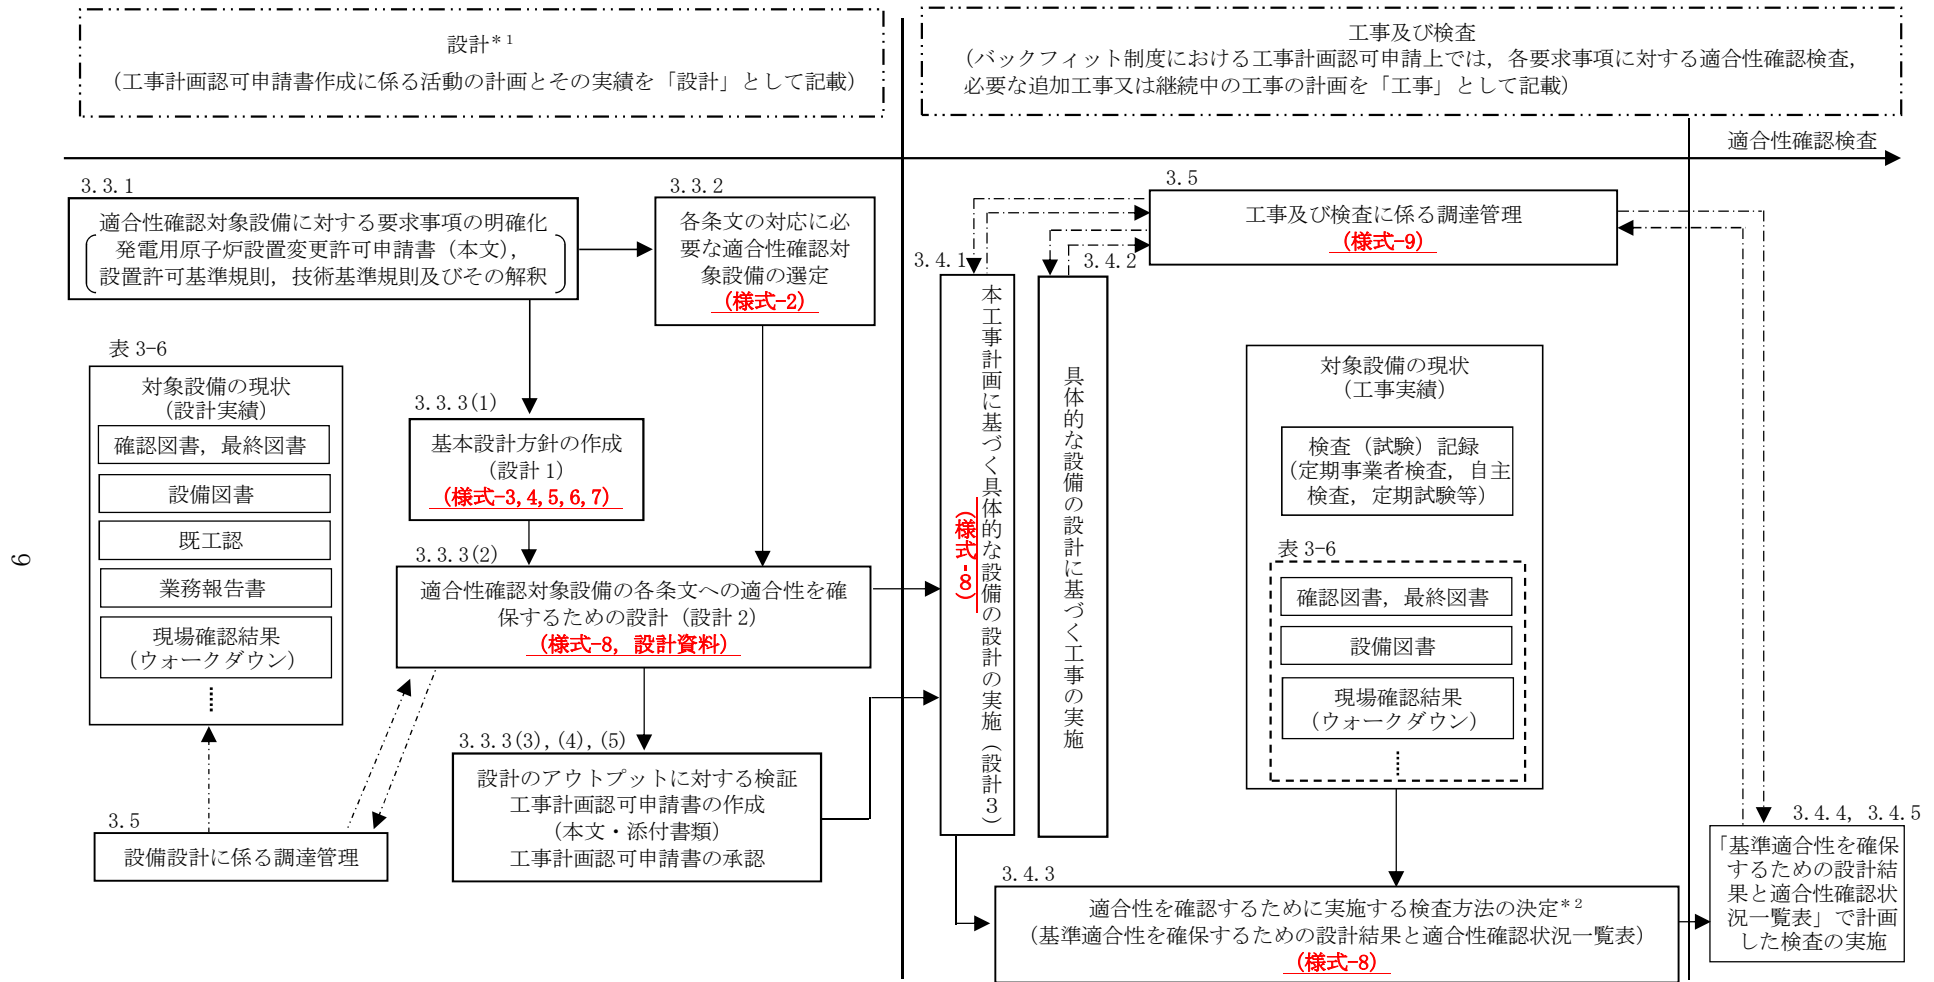 設計*1
(工事計画認可申請書作成に係る活動の計画とその実績を「設計」として記載)
工事及び検査
(バックフィット制度における工事計画認可申請上では，各要求事項に対する適合性確認検査，
必要な追加工事又は継続中の工事の計画を「工事」として記載)
適合性確認検査
3.3.1
適合性確認対象設備に対する要求事項の明確化
発電用原子炉設置変更許可申請書（本文），
設置許可基準規則，技術基準規則及びその解釈
3.3.2
各条文の対応に必
要な適合性確認対
象設備の選定
(様式-2)
表 3-6
対象設備の現状
(設計実績)
確認図書，最終図書
設備図書
既工認
業務報告書
現場確認結果
(ウォークダウン)
3.3.3(1)
基本設計方針の作成
(設計 1)
(様式-3,4,5,6,7)
3.3.3(2)
適合性確認対象設備の各条文への適合性を確
保するための設計（設計 2）
(様式-8，設計資料)
3.3.3(3),(4),(5)
設計のアウトプットに対する検証
工事計画認可申請書の作成
(本文・添付書類)
工事計画認可申請書の承認
3.5
設備設計に係る調達管理
3.5
工事及び検査に係る調達管理
(様式-9)
3.4.1
本工事計画に基づく具体的な設備の設計の実施（設計3）
(様式-8)
3.4.2
具体的な設備の設計に基づく工事の実施
対象設備の現状
(工事実績)
検査（試験）記録
(定期事業者検査，自主
検査，定期試験等)
表 3-6
確認図書，最終図書
設備図書
現場確認結果
(ウォークダウン)
3.4.3
適合性を確認するために実施する検査方法の決定*2
(基準適合性を確保するための設計結果と適合性確認状況一覧表)
(様式-8)
3.4.4, 3.4.5
「基準適合性を確保
するための設計結
果と適合性確認状
況一覧表」で計画
した検査の実施
9